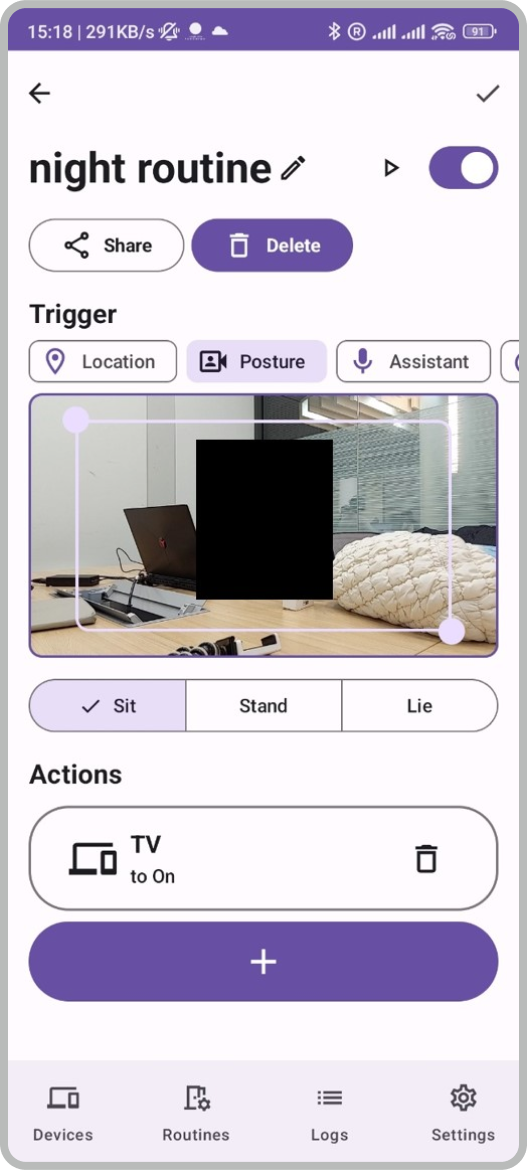 15:18 | 291KB/s R 91
night routine
Share Delete
Trigger
Location Posture Assistant
Sit Stand Lie
Actions
TV
to On
Devices Routines Logs Settings